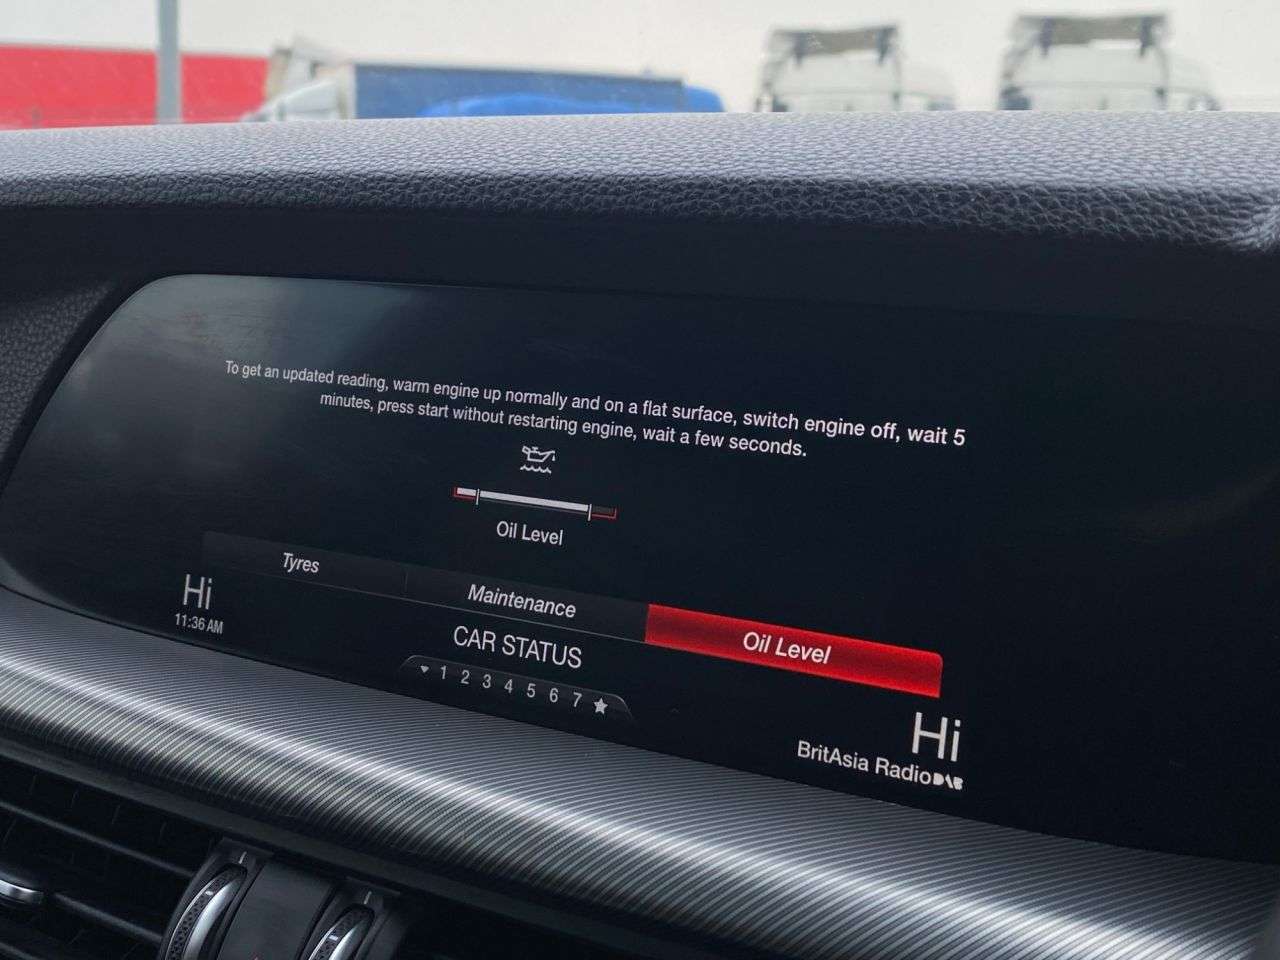 To get an updated reading, warm engine up normally and on a flat surface, switch engine off, wait 5
minutes, press start without restarting engine, wait a few seconds.
Oil Level
Tyres
Maintenance
Oil Level
Hi
11:36 AM
CAR STATUS
1 2 3 4 5 6 7
Hi
BritAsia Radio DAB